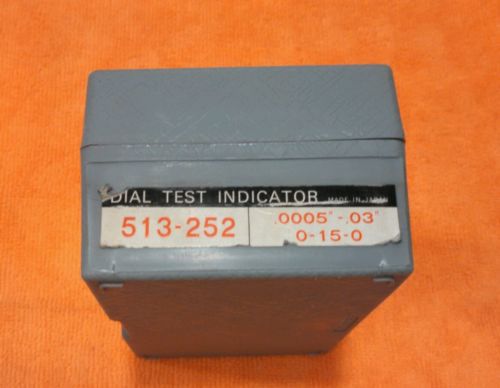 DIAL TEST INDICATOR MADE IN JAPAN
513-252
.0005"-.03"
0-15-0